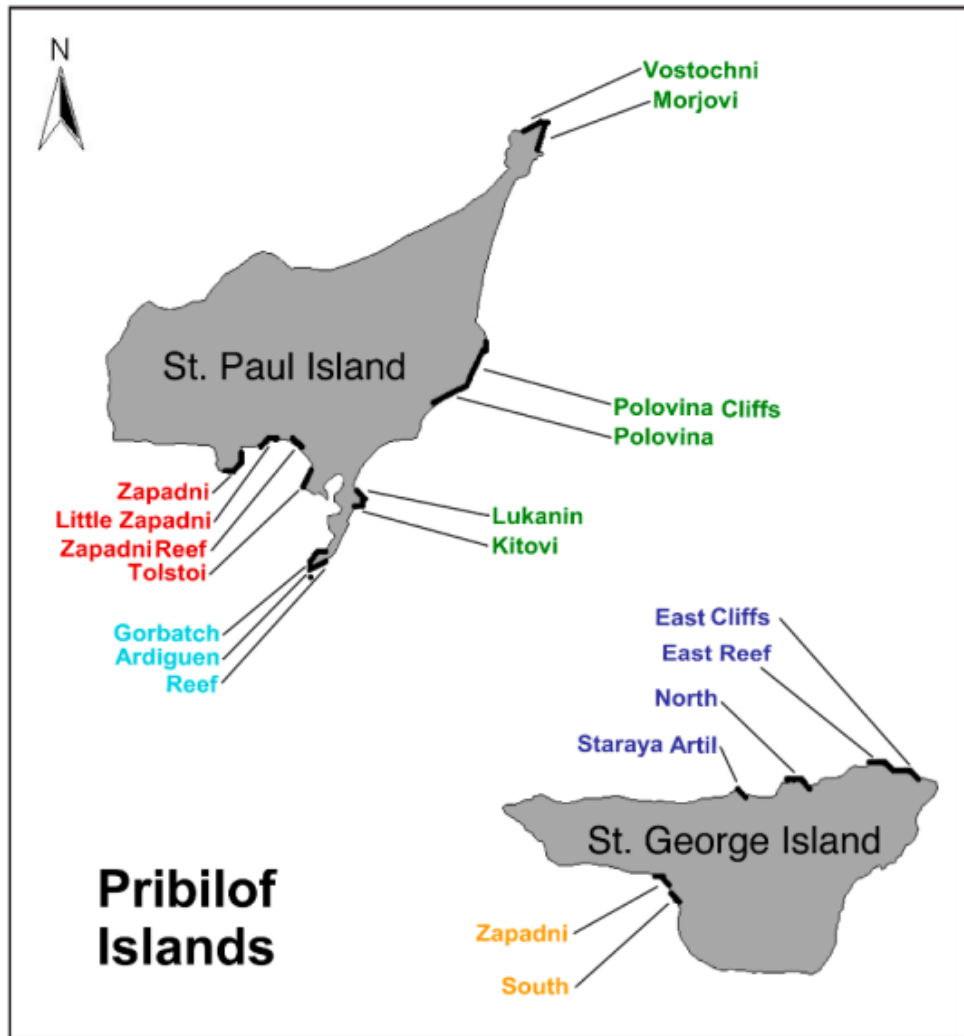 N
Vostochni
Morjovi
St. Paul Island
Polovina Cliffs
Polovina
Zapadni
Little Zapadni
Zapadni Reef
Tolstoi
Lukanin
Kitovi
Gorbatch
Ardiguen
Reef
East Cliffs
East Reef
North
Staraya Artil
St. George Island
Pribilof
Islands
Zapadni
South